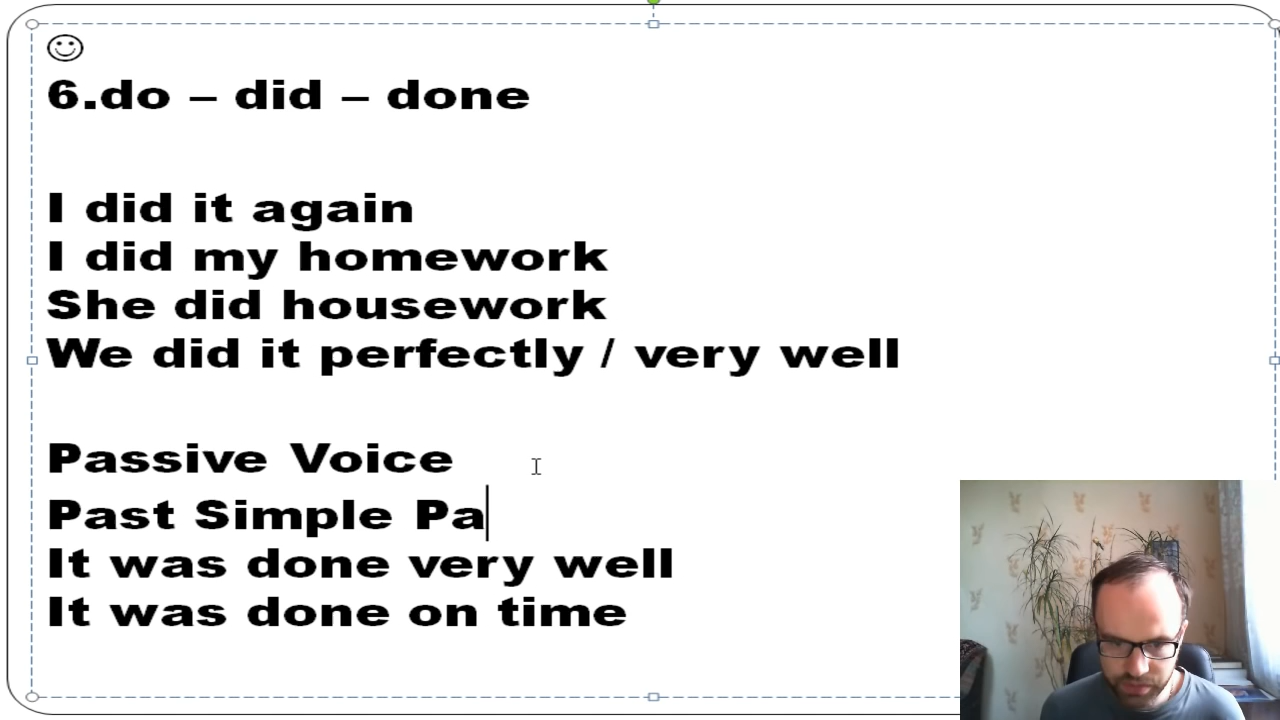 6.do – did – done
I did it again
I did my homework
She did housework
We did it perfectly / very well
Passive Voice
Past Simple Pa
It was done very well
It was done on time